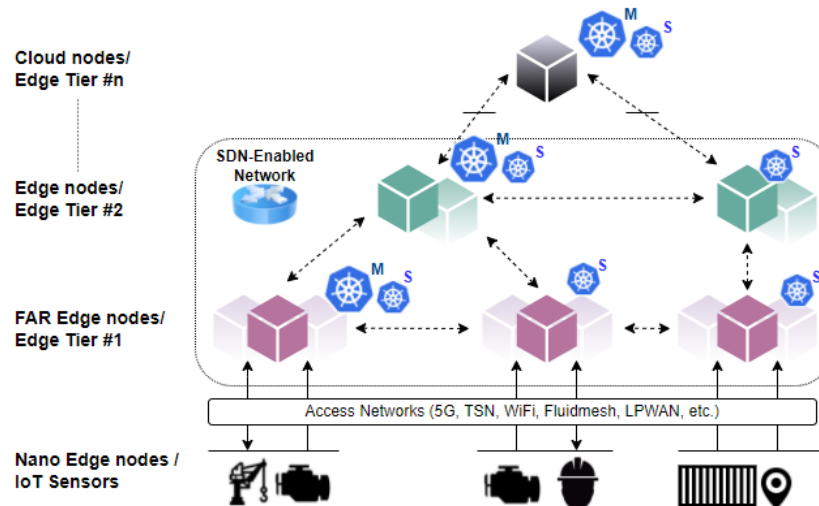 Cloud nodes/
Edge Tier #n
M
S
SDN-Enabled
Network
M
S
S
Edge nodes/
Edge Tier #2
M
S
S
S
FAR Edge nodes/
Edge Tier #1
Access Networks (5G, TSN, WiFi, Fluidmesh, LPWAN, etc.)
Nano Edge nodes /
IoT Sensors